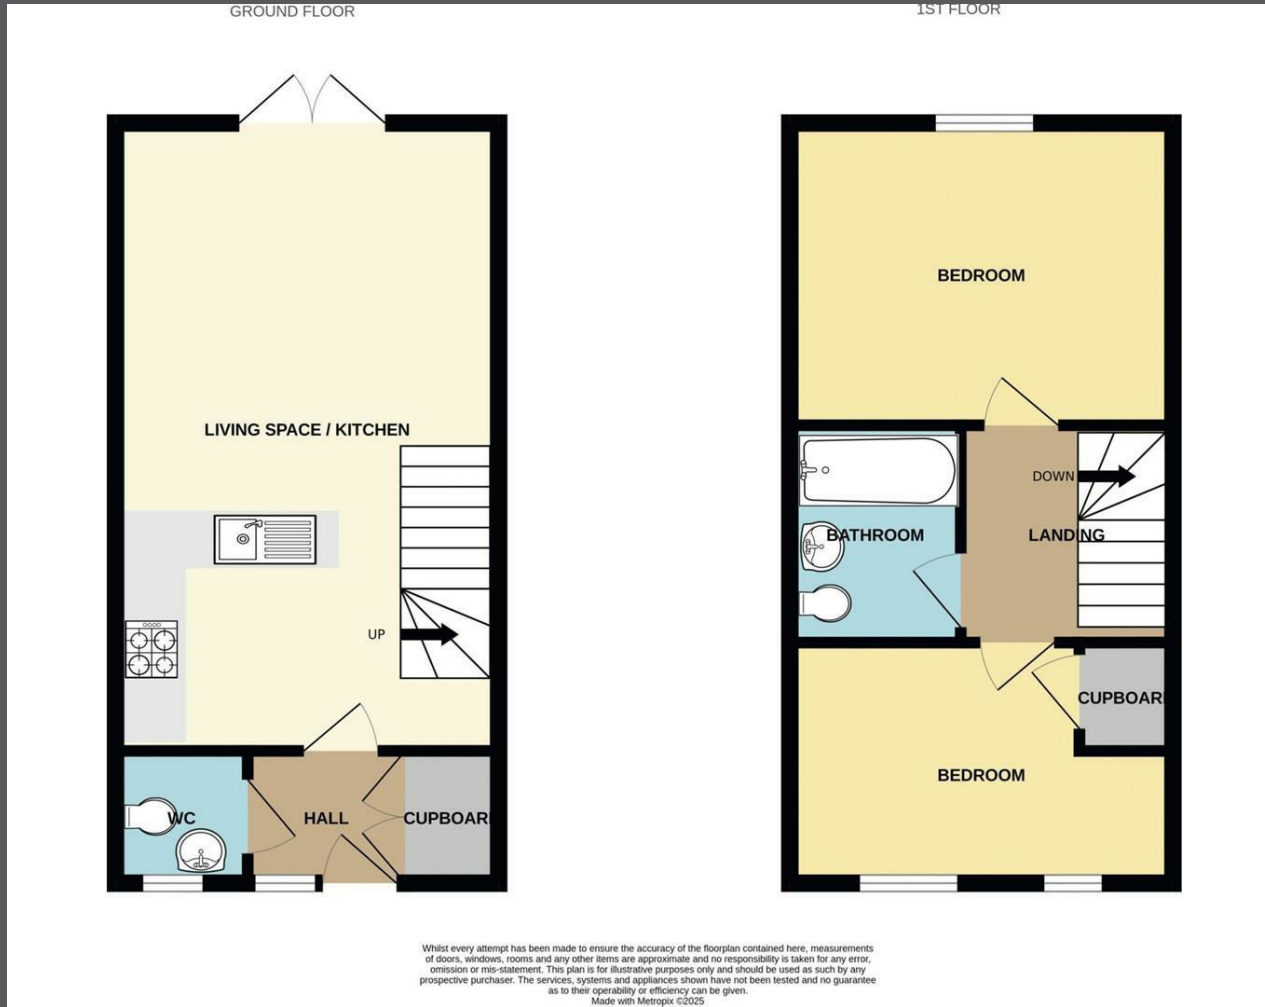 GROUND FLOOR
1ST FLOOR
LIVING SPACE / KITCHEN
UP
WC
HALL
CUPBOARD
BEDROOM
DOWN
BATHROOM
LANDING
CUPBOARD
BEDROOM
Whilst every attempt has been made to ensure the accuracy of the floorplan contained here, measurements
of doors, windows, rooms and any other items are approximate and no responsibility is taken for any error,
omission or mis-statement. This plan is for illustrative purposes only and should be used as such by any
prospective purchaser. The services, systems and appliances shown have not been tested and no guarantee
as to their operability or efficiency can be given.
Made with Metropix ©2025